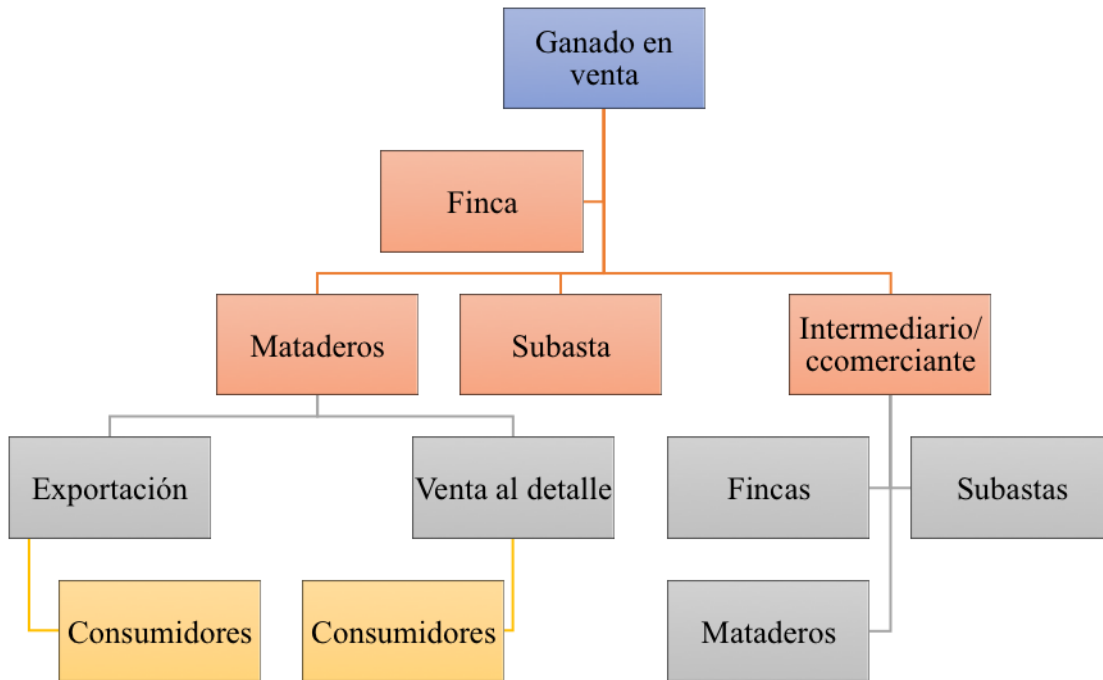 Ganado en
venta
Finca
Mataderos
Subasta
Intermediario/
ccomerciante
Exportación
Venta al detalle
Fincas
Subastas
Consumidores
Consumidores
Mataderos